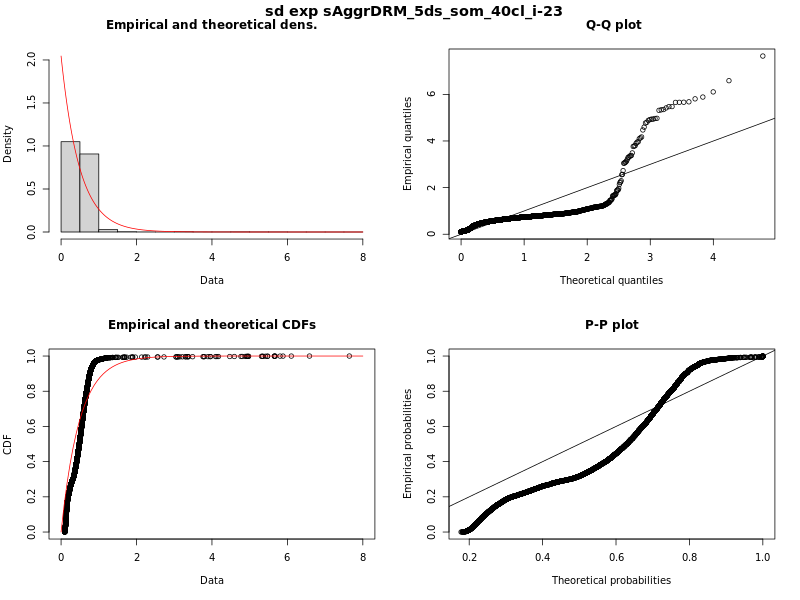 sd exp sAggrDRM_5ds_som_40cl_i-23
Empirical and theoretical dens.
Density
0.0 0.5 1.0 1.5 2.0
0 2 4 6 8
Data
Q-Q plot
Empirical quantiles
0 2 4 6
0 1 2 3 4
Theoretical quantiles
Empirical and theoretical CDFs
CDF
0.0 0.2 0.4 0.6 0.8 1.0
0 2 4 6 8
Data
P-P plot
Empirical probabilities
0.0 0.2 0.4 0.6 0.8 1.0
0.2 0.4 0.6 0.8 1.0
Theoretical probabilities